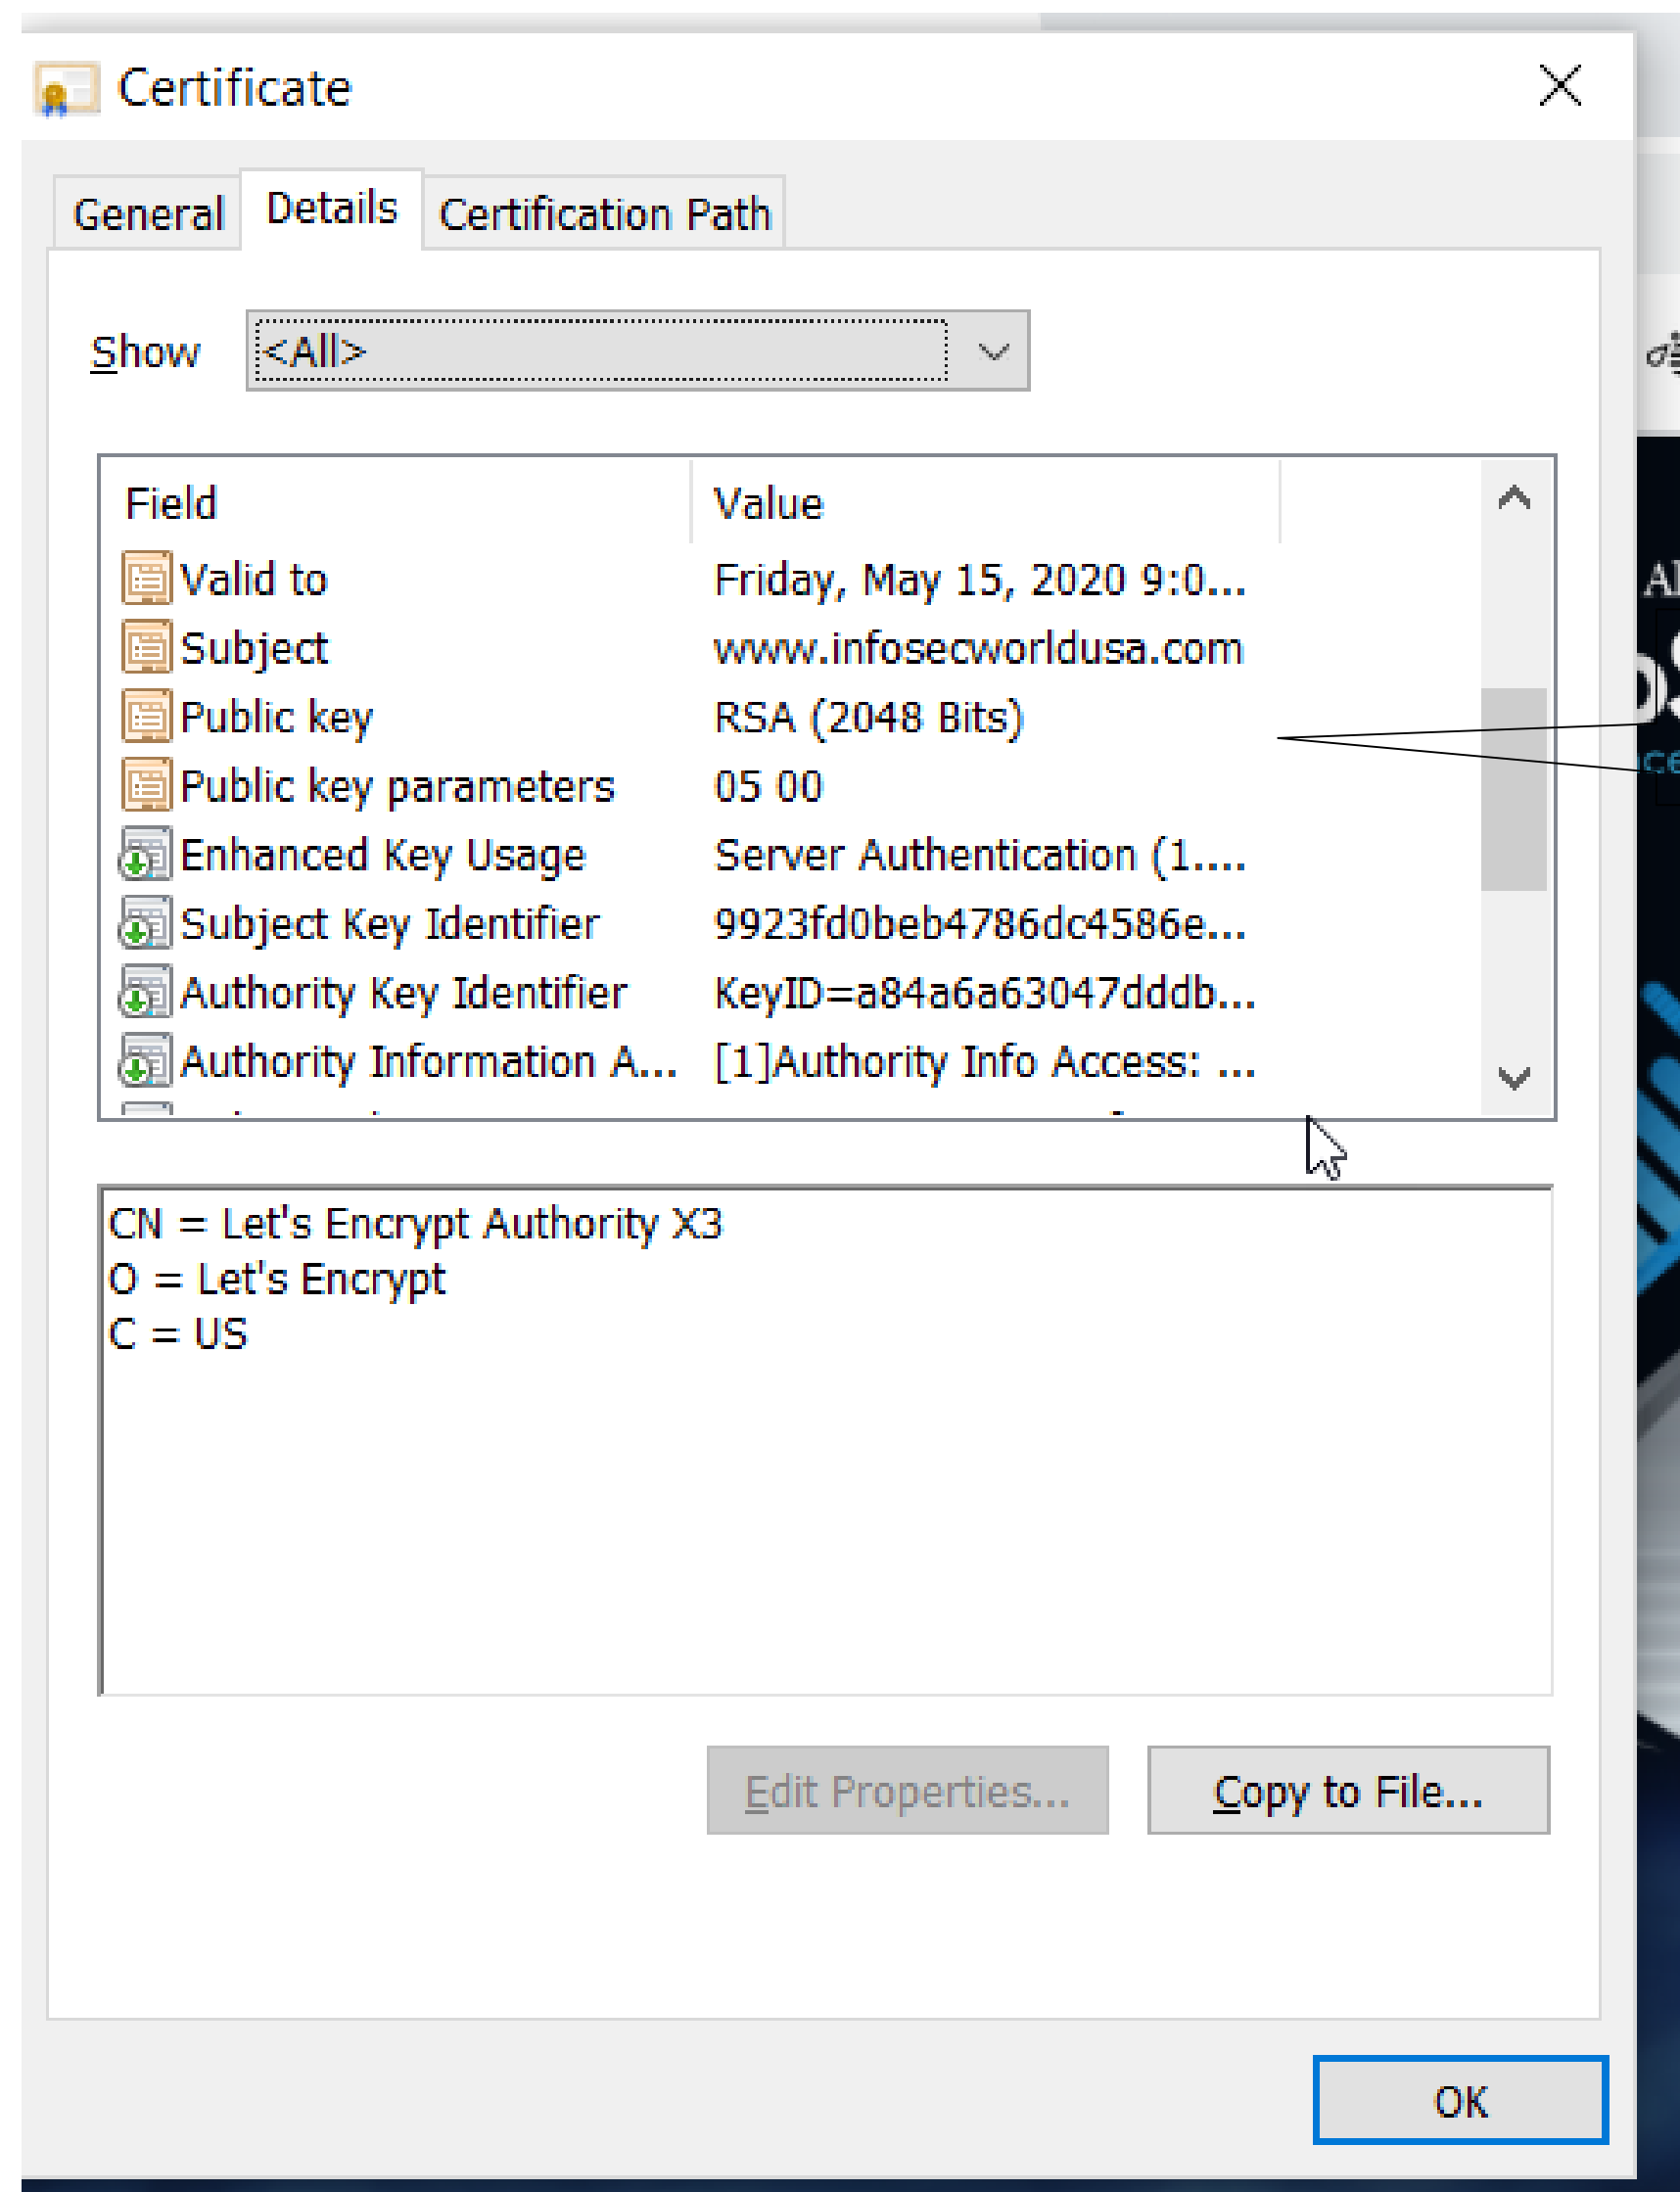 Certificate
General Details Certification Path
Show <All>
Field Value
Valid to Friday, May 15, 2020 9:0...
Subject www.infosecworldusa.com
Public key RSA (2048 Bits)
Public key parameters 05 00
Enhanced Key Usage Server Authentication (1....
Subject Key Identifier 9923fd0beb4786dc4586e...
Authority Key Identifier KeyID=a84a6a63047dddb...
Authority Information A... [1]Authority Info Access: ...
CN = Let's Encrypt Authority X3
O = Let's Encrypt
C = US
Edit Properties... Copy to File...
OK